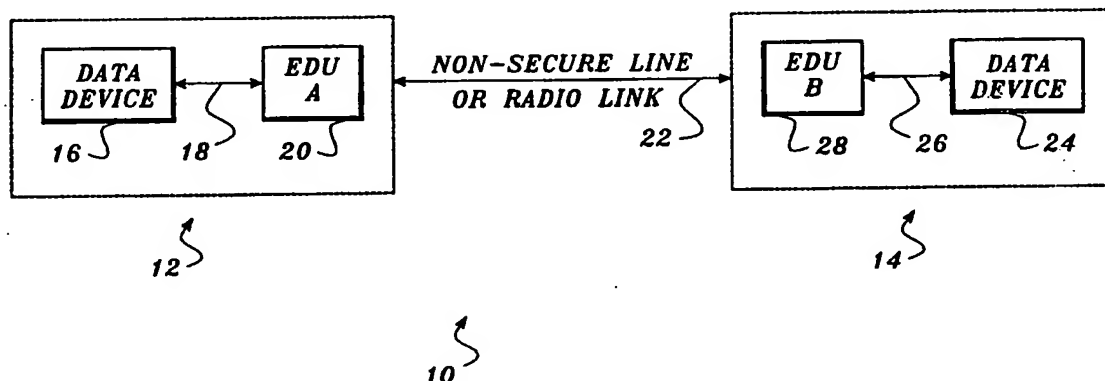 DATA
DEVICE
EDU
A
NON-SECURE LINE
OR RADIO LINK
EDU
B
DATA
DEVICE
16
18
20
22
28
26
24
12
14
10